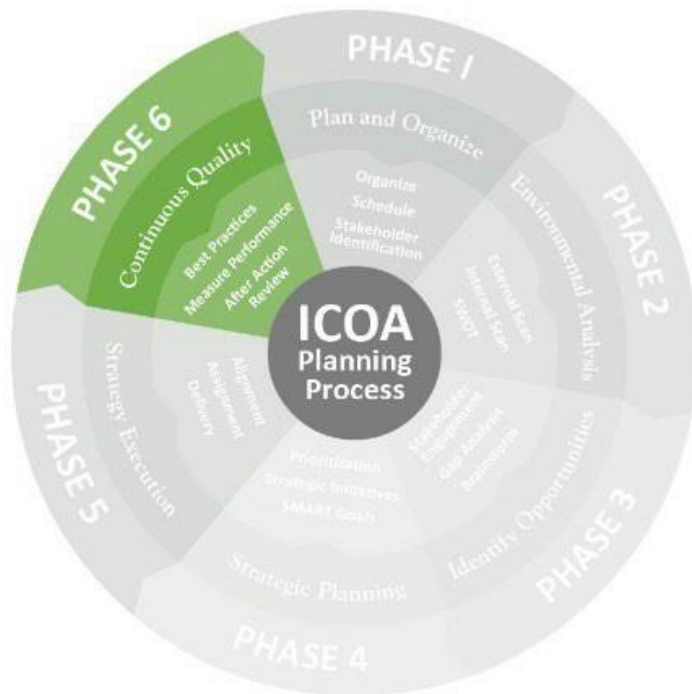 ICOA
Planning
Process
PHASE I
Plan and Organize
Organize
Schedule
Stakeholder
Identification
PHASE 2
Environmental Analysis
External Scan
Internal Scan
SWOT
PHASE 3
Identify Opportunities
Stakeholder
Engagement
Gap Analysis
Brainstorm
PHASE 4
Strategic Planning
Prioritization
Strategic Initiatives
SMART Goals
PHASE 5
Strategy Execution
Alignment
Assignment
Delivery
PHASE 6
Continuous Quality
Best Practices
Measure Performance
After Action
Review